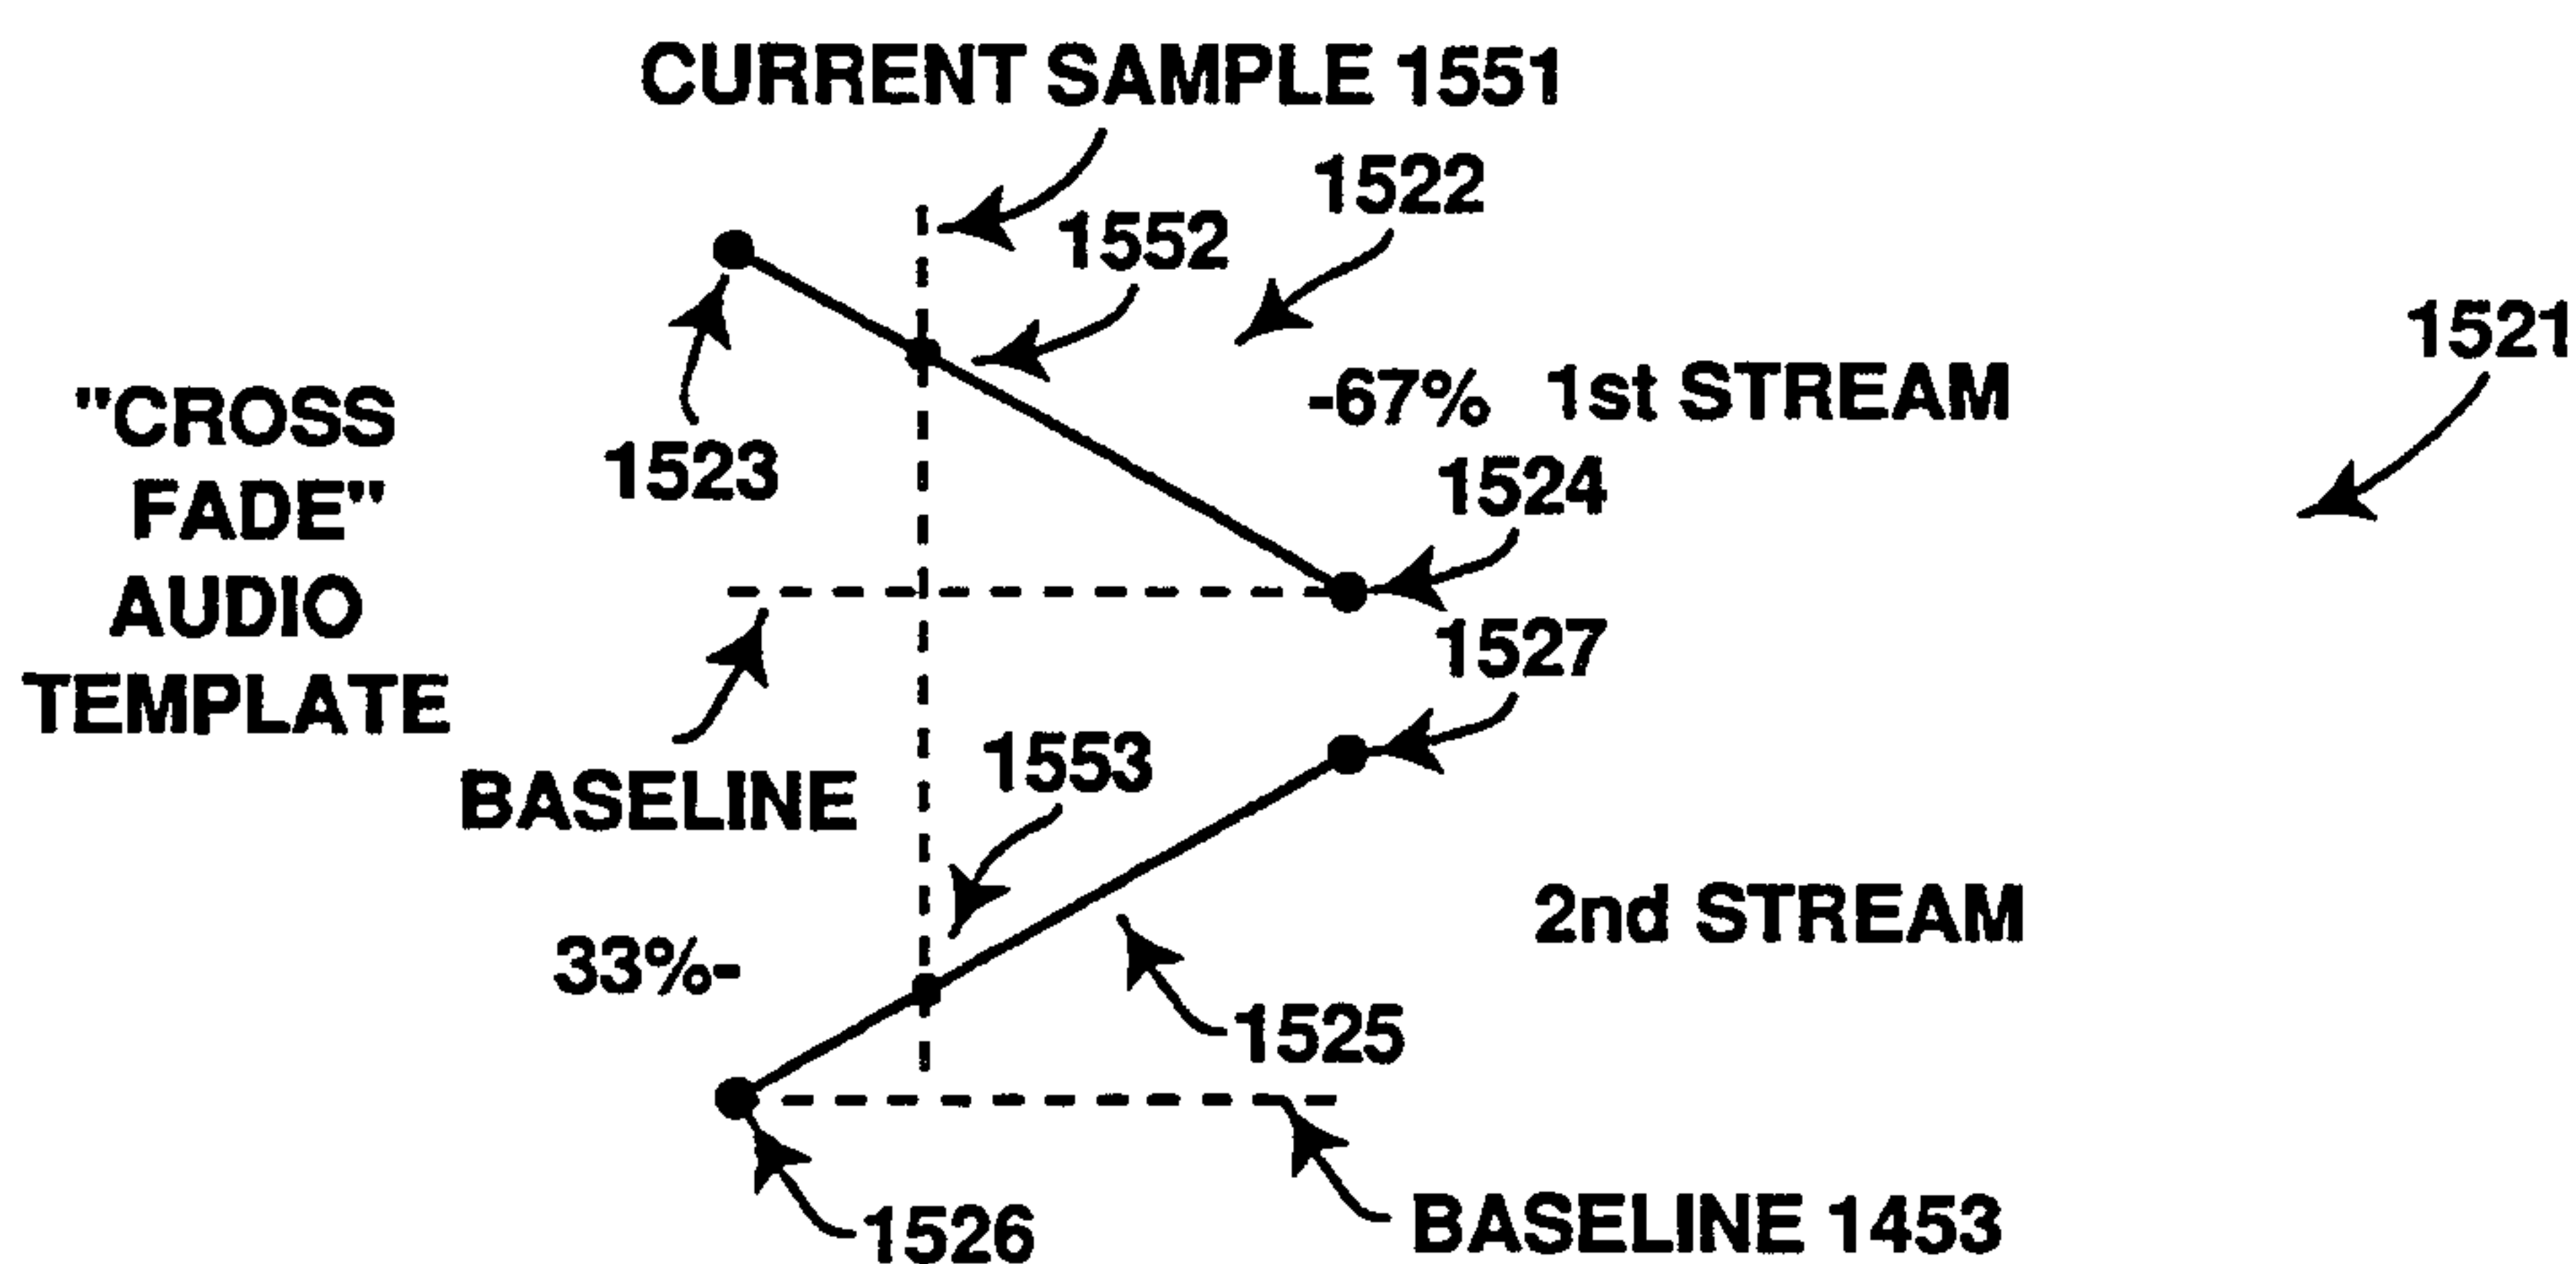 CURRENT SAMPLE 1551
1522
1552
1521
-67% 1st STREAM
"CROSS
FADE"
AUDIO
TEMPLATE
1523
1524
1527
BASELINE
1553
2nd STREAM
33%-
1525
1526
BASELINE 1453